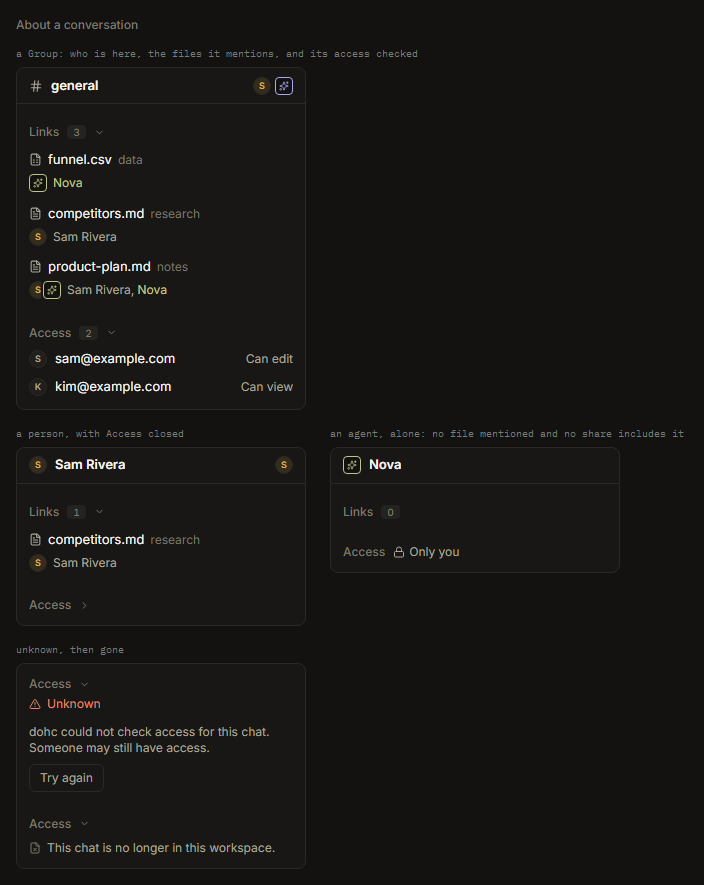 About a conversation
a Group: who is here, the files it mentions, and its access checked
general
S
Links 3
funnel.csv data
Nova
competitors.md research
S Sam Rivera
product-plan.md notes
S Sam Rivera, Nova
Access 2
S sam@example.com Can edit
K kim@example.com Can view
a person, with Access closed
S Sam Rivera S
Links 1
competitors.md research
S Sam Rivera
Access
an agent, alone: no file mentioned and no share includes it
Nova
Links 0
Access Only you
unknown, then gone
Access
Unknown
dohc could not check access for this chat.
Someone may still have access.
Try again
Access
This chat is no longer in this workspace.